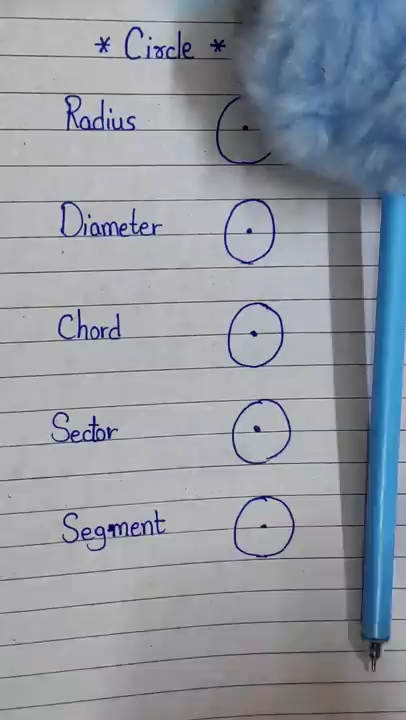 * Circle *
Radius
Diameter
Chord
Sector
Segment